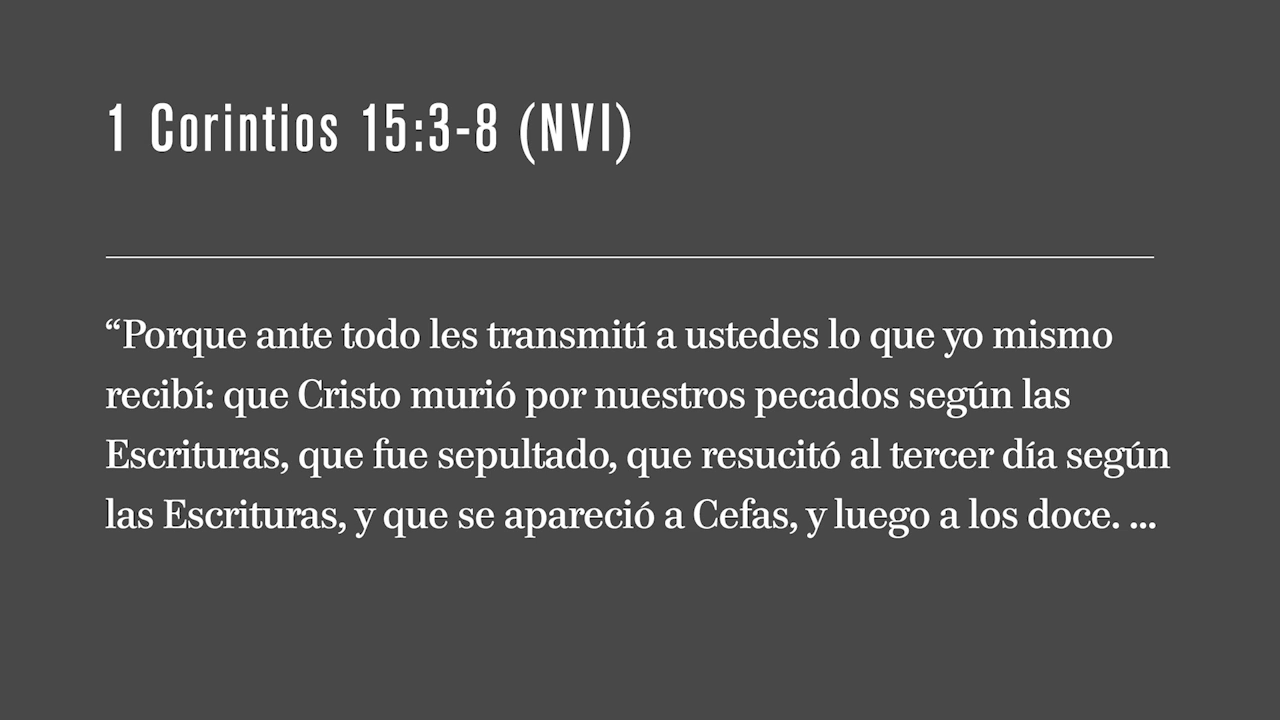 1 Corintios 15:3-8 (NVI)
“Porque ante todo les transmití a ustedes lo que yo mismo
recibí: que Cristo murió por nuestros pecados según las
Escrituras, que fue sepultado, que resucitó al tercer día según
las Escrituras, y que se apareció a Cefas, y luego a los doce. ...